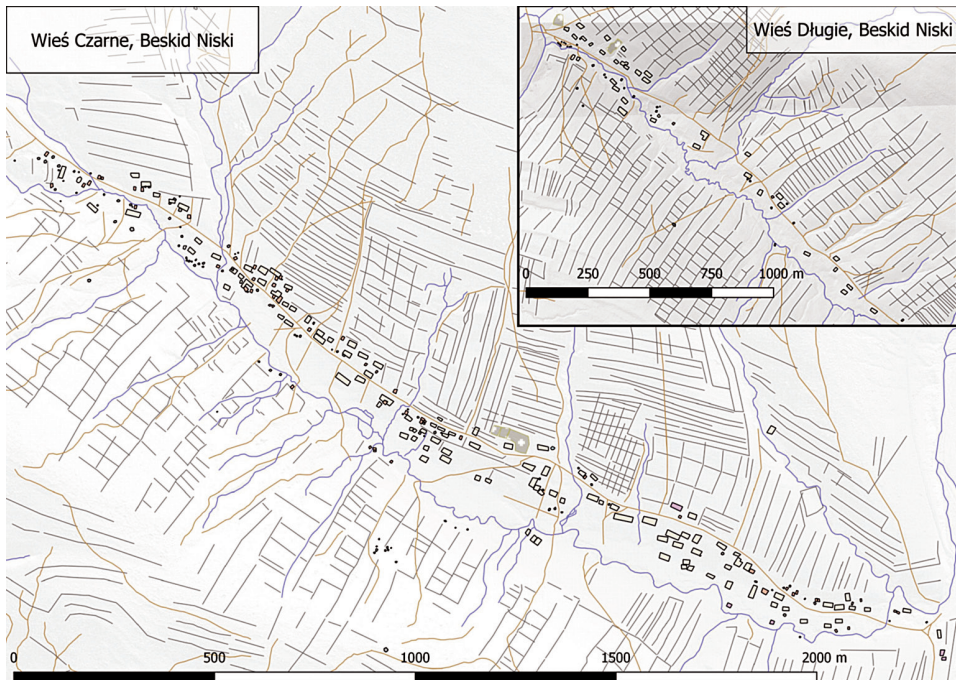 Wieś Czarne, Beskid Niski
Wieś Długie, Beskid Niski
0 250 500 750 1000 m
0 500 1000 1500 2000 m